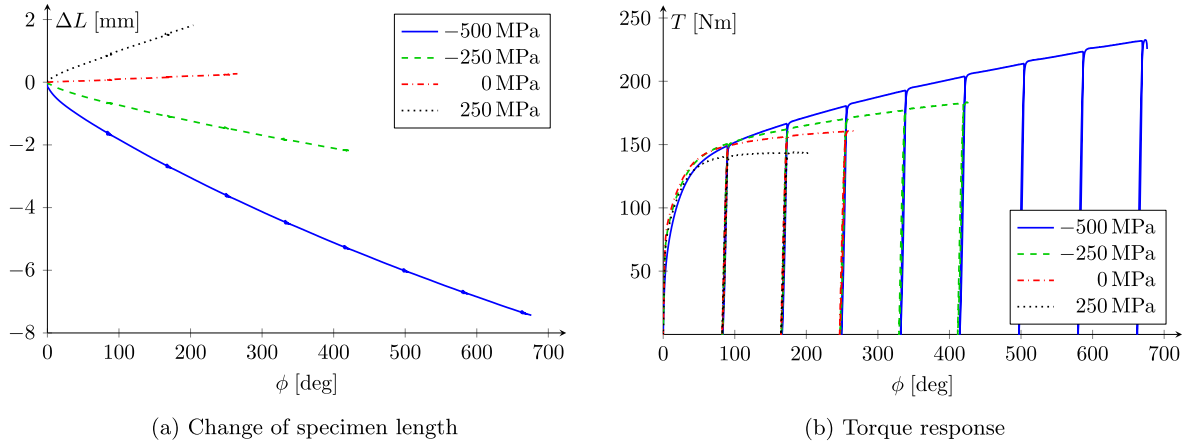 ΔL [mm]
2
0
−2
−4
−6
−8
0
100
200
300
400
500
600
700
ϕ [deg]
−500 MPa
−250 MPa
0 MPa
250 MPa
(a) Change of specimen length
T [Nm]
250
200
150
100
50
0
100
200
300
400
500
600
700
ϕ [deg]
−500 MPa
−250 MPa
0 MPa
250 MPa
(b) Torque response